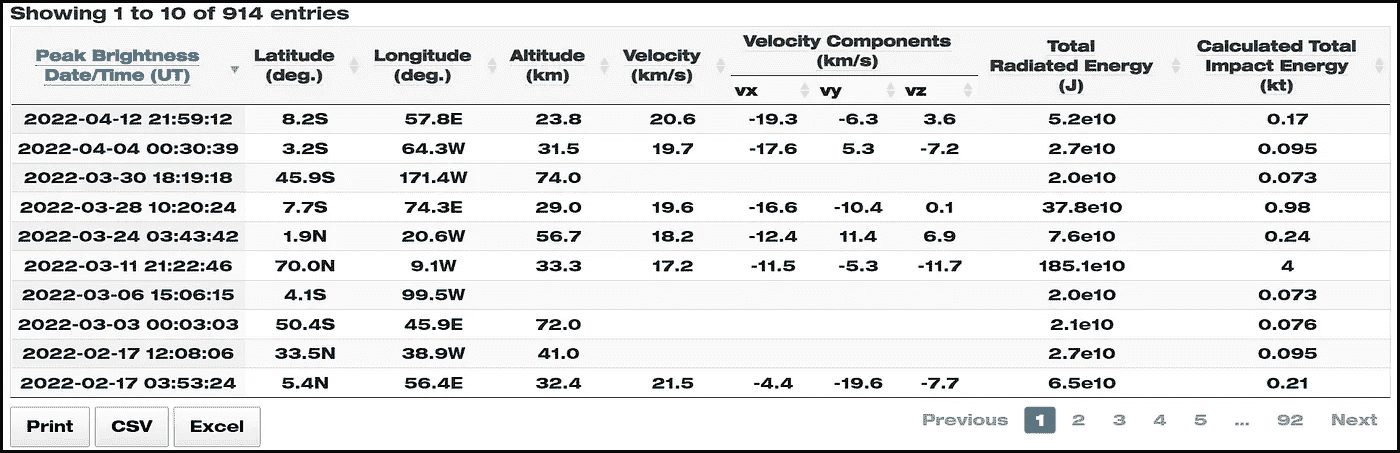 Showing 1 to 10 of 914 entries
Peak Brightness Date/Time (UT) Latitude (deg.) Longitude (deg.) Altitude (km) Velocity (km/s) Velocity Components (km/s) vx vy vz Total Radiated Energy (J) Calculated Total Impact Energy (kt)
2022-04-12 21:59:12 8.2S 57.8E 23.8 20.6 -19.3 -6.3 3.6 5.2e10 0.17
2022-04-04 00:30:39 3.2S 64.3W 31.5 19.7 -17.6 5.3 -7.2 2.7e10 0.095
2022-03-30 18:19:18 45.9S 171.4W 74.0 2.0e10 0.073
2022-03-28 10:20:24 7.7S 74.3E 29.0 19.6 -16.6 -10.4 0.1 37.8e10 0.98
2022-03-24 03:43:42 1.9N 20.6W 56.7 18.2 -12.4 11.4 6.9 7.6e10 0.24
2022-03-11 21:22:46 70.0N 9.1W 33.3 17.2 -11.5 -5.3 -11.7 185.1e10 4
2022-03-06 15:06:15 4.1S 99.5W 2.0e10 0.073
2022-03-03 00:03:03 50.4S 45.9E 72.0 2.1e10 0.076
2022-02-17 12:08:06 33.5N 38.9W 41.0 2.7e10 0.095
2022-02-17 03:53:24 5.4N 56.4E 32.4 21.5 -4.4 -19.6 -7.7 6.5e10 0.21
Print CSV Excel Previous 1 2 3 4 5 ... 92 Next